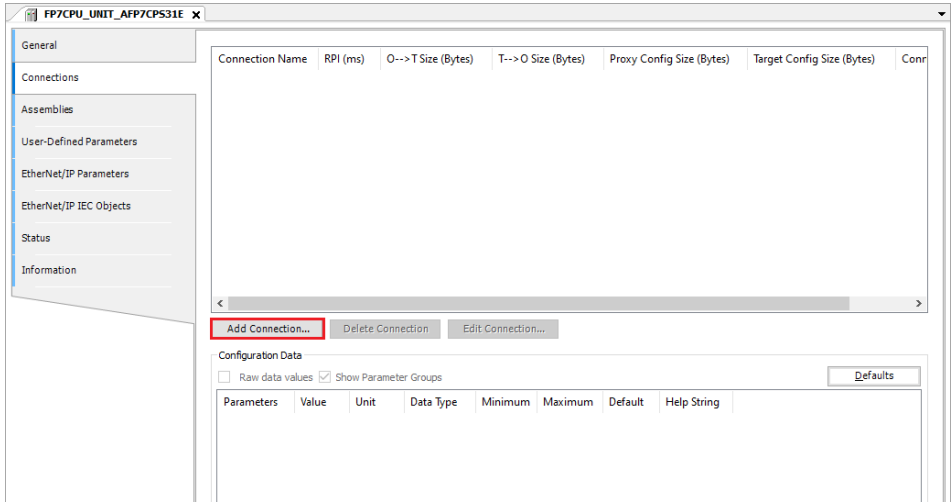 FP7CPU_UNIT_AFP7CPS31E
General
Connections
Assemblies
User-Defined Parameters
EtherNet/IP Parameters
EtherNet/IP IEC Objects
Status
Information
Connection Name RPI (ms) O-->T Size (Bytes) T-->O Size (Bytes) Proxy Config Size (Bytes) Target Config Size (Bytes) Conr
Add Connection... Delete Connection Edit Connection...
Configuration Data
Raw data values Show Parameter Groups Defaults
Parameters Value Unit Data Type Minimum Maximum Default Help String